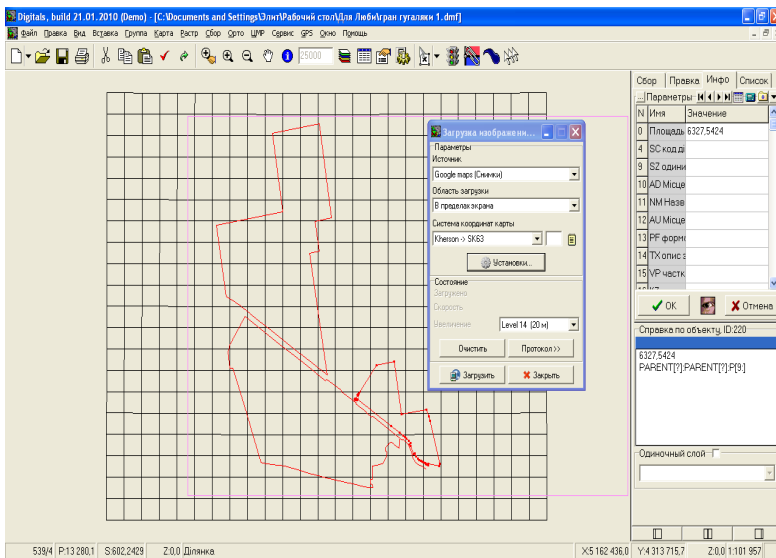 Digitals, build 21.01.2010 (Demo) - [C:\Documents and Settings\Элит\Рабочий стол\Для Любы\гран гугаляки 1.dmf]
Файл Правка Вид Вставка Группа Карта Растр Сбор Орто ЦМР Сервис GPS Окно Помощь
25000
Сбор Правка Инфо Список
... Параметры
N Имя Значение
0 Площадь 6327,5424
4 SC код ді
9 SZ одини
10 AD Місце
11 NM Назв
12 AU Місце
13 PF форм
14 TX опис з
15 VP частк
OK Отмена
Справка по объекту, ID:220
6327,5424
PARENT[?]:PARENT[?]:P[9:]
Одиночный слой
Загрузка изображени...
Параметры
Источник
Google maps (Снимки)
Область загрузки
В пределах экрана
Система координат карты
Kherson -> SK63
Установки...
Состояние
Загружено
Скорость
Увеличение Level 14 (20 м)
Очистить Протокол >>
Загрузить Закрыть
539/4 P:13 280,1 S:602,2429 Z:0,0 Ділянка X:5 162 436,0 Y:4 313 715,7 Z:0,0 1:101 957